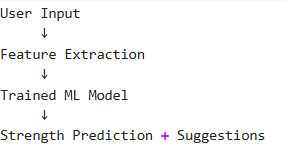 User Input
↓
Feature Extraction
↓
Trained ML Model
↓
Strength Prediction + Suggestions